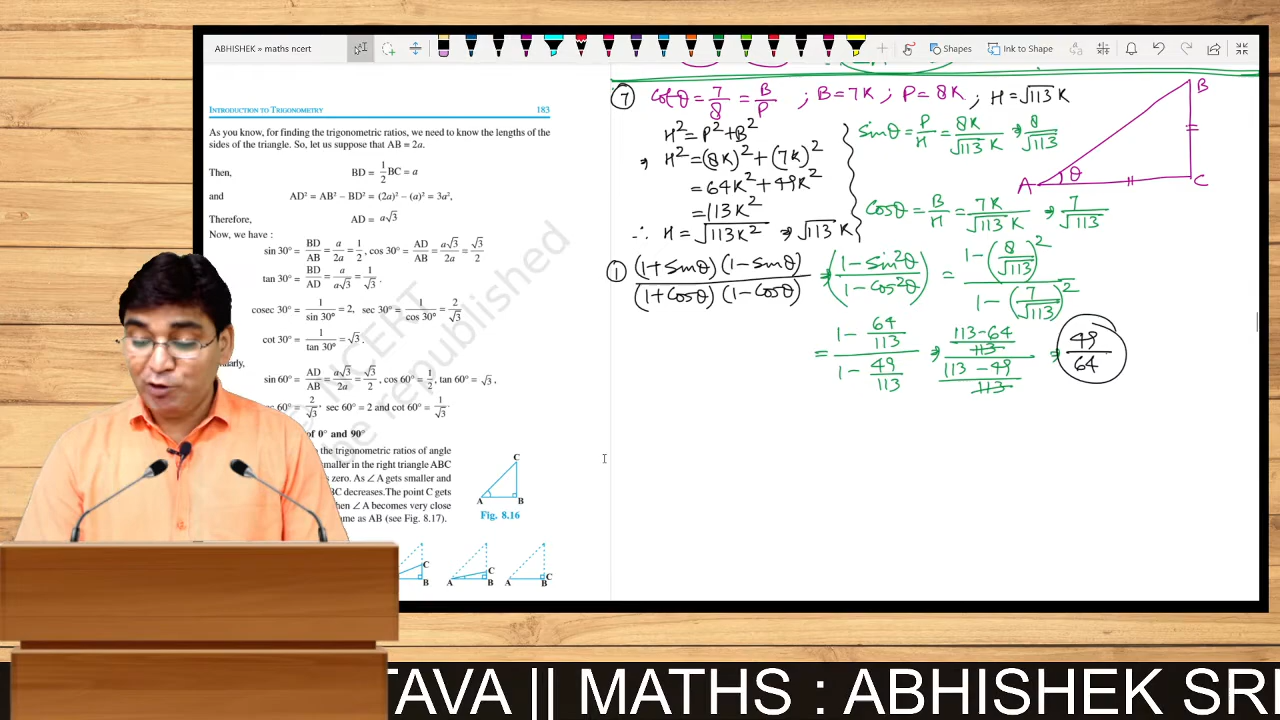 ABHISHEK » maths ncert
Shapes
Ink to Shape
INTRODUCTION TO TRIGONOMETRY 183
As you know, for finding the trigonometric ratios, we need to know the lengths of the
sides of the triangle. So, let us suppose that AB = 2a.
Then, BD = 1/2 BC = a
and AD² = AB² – BD² = (2a)² – (a)² = 3a²,
Therefore, AD = a√3
Now, we have :
sin 30° = BD/AB = a/2a = 1/2, cos 30° = AD/AB = a√3/2a = √3/2
tan 30° = BD/AD = a/a√3 = 1/√3 .
cosec 30° = 1/sin 30° = 2, sec 30° = 1/cos 30° = 2/√3
cot 30° = 1/tan 30° = √3 .
sin 60° = AD/AB = a√3/2a = √3/2 , cos 60° = 1/2, tan 60° = √3 ,
60° = 2/√3 , sec 60° = 2 and cot 60° = 1/√3 .
of 0° and 90°
the trigonometric ratios of angle
smaller in the right triangle ABC
zero. As ∠ A gets smaller and
BC decreases.The point C gets
when ∠ A becomes very close
same as AB (see Fig. 8.17).
C
A B
Fig. 8.16
C
B
C
A B
C
A B
NCERT
be republished
7 Cot θ = 7/8 = B/P ; B = 7K ; P = 8K ; H = √113 K
H² = P² + B²
⇒ H² = (8K)² + (7K)²
= 64K² + 49K²
= 113K²
∴ H = √113K² ⇒ √113 K
Sin θ = P/H = 8K/√113 K ⇒ 8/√113
Cos θ = B/H = 7K/√113 K ⇒ 7/√113
B
A θ C
1 (1+Sinθ) (1-Sinθ) / (1+Cosθ) (1-Cosθ) ⇒ (1-Sin²θ / 1-Cos²θ) = 1-(8/√113)² / 1-(7/√113)²
= 1-64/113 / 1-49/113 ⇒ 113-64/113 / 113-49/113 ⇒ 49/64
TAVA || MATHS : ABHISHEK SRI